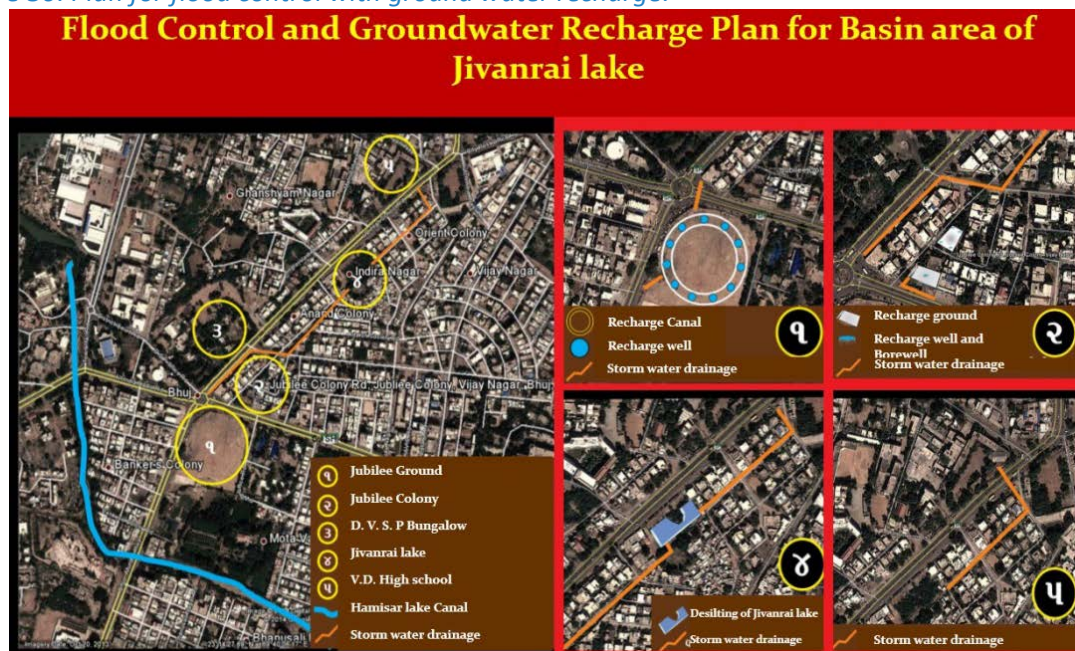 Flood Control and Groundwater Recharge Plan for Basin area of
Jivanrai lake
૫
Ghanshyam Nagar
Orient Colony
૪
Indira Nagar
Vijay Nagar
Anand Colony
૩
૨
Jubilee Colony Rd, Jubliee Colony, Vijay Nagar, Bhuj
Bhuj
૧
Banker's Colony
૧ Jubilee Ground
૨ Jubilee Colony
૩ D. V. S. P Bungalow
૪ Jivanrai lake
૫ V.D. High school
Hamisar lake Canal
Storm water drainage
Recharge Canal
Recharge well
Storm water drainage
૧
Recharge ground
Recharge well and
Borewell
Storm water drainage
૨
Desilting of Jivanrai lake
Storm water drainage
૪
Storm water drainage
૫